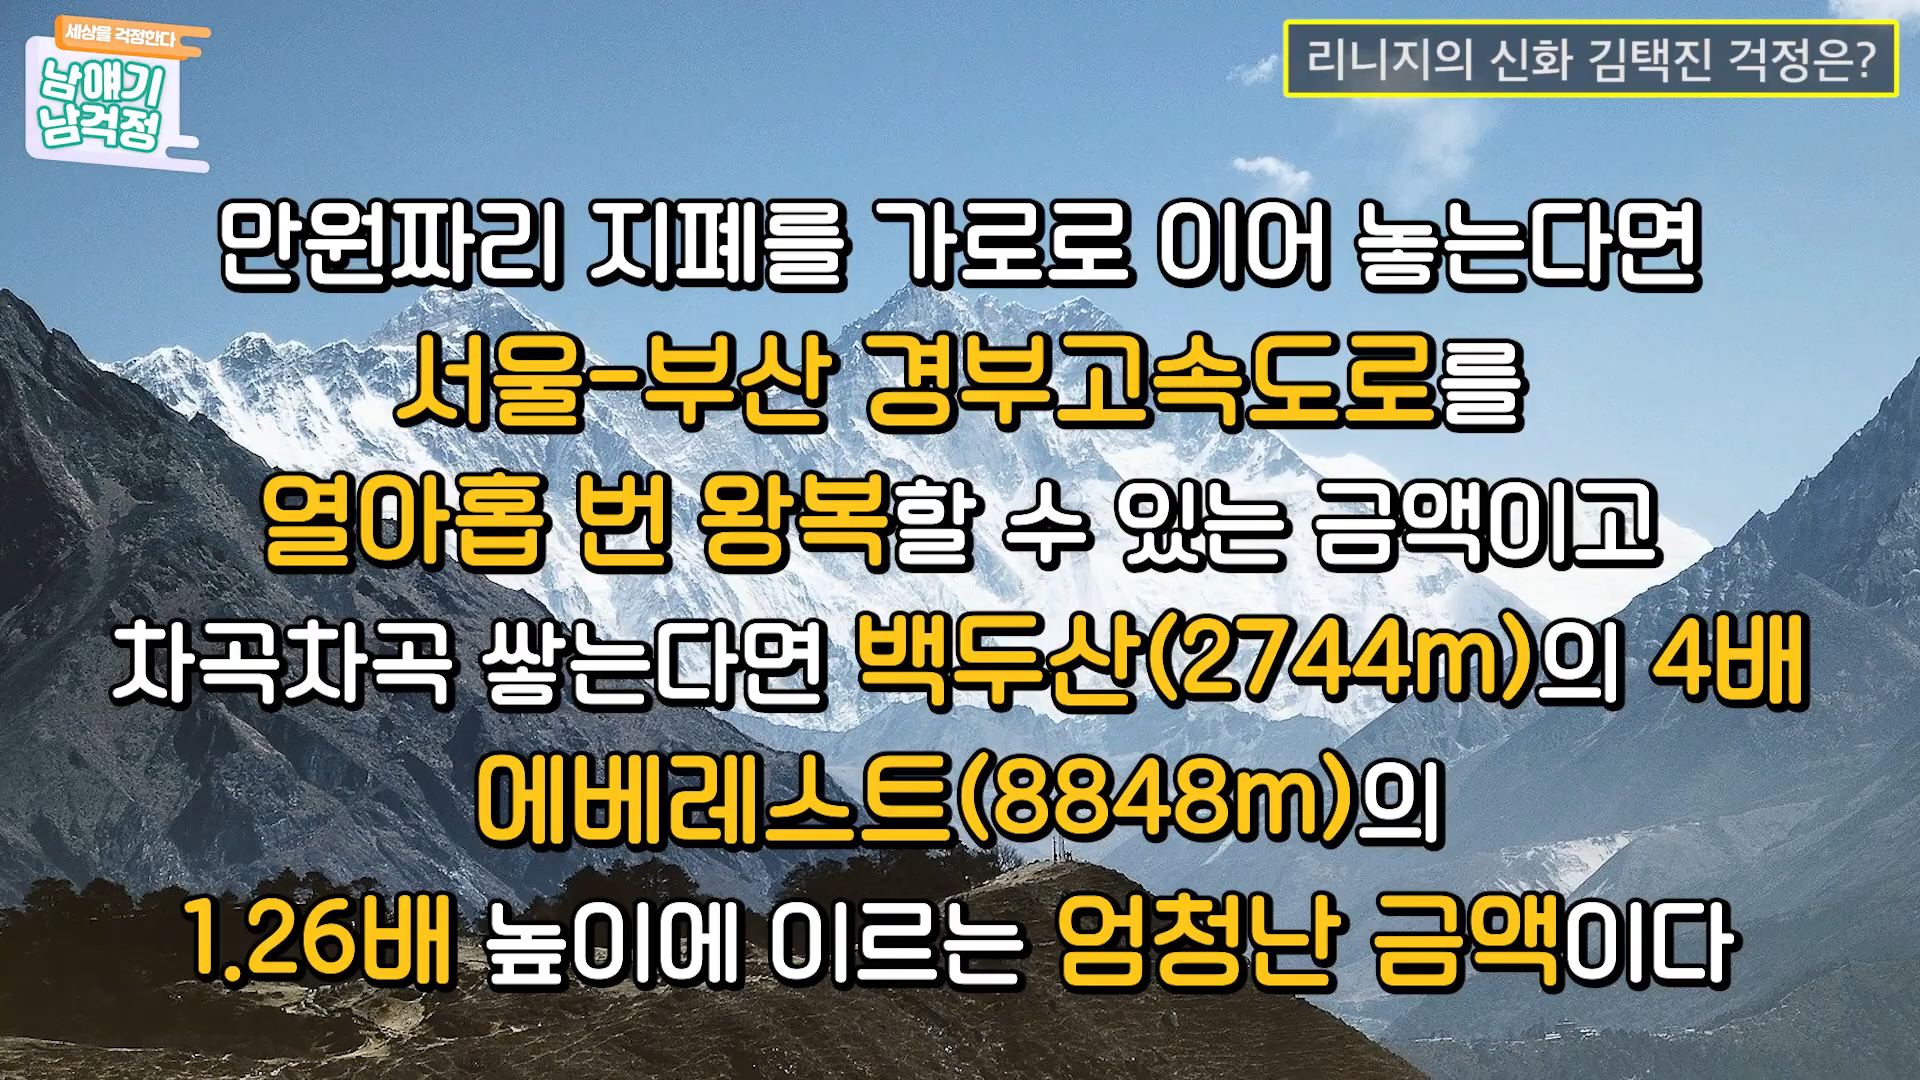 세상을 걱정한다
남얘기
남걱정
리니지의 신화 김택진 걱정은?
만원짜리 지폐를 가로로 이어 놓는다면
서울-부산 경부고속도로를
열아홉 번 왕복할 수 있는 금액이고
차곡차곡 쌓는다면 백두산(2744m)의 4배
에베레스트(8848m)의
1.26배 높이에 이르는 엄청난 금액이다